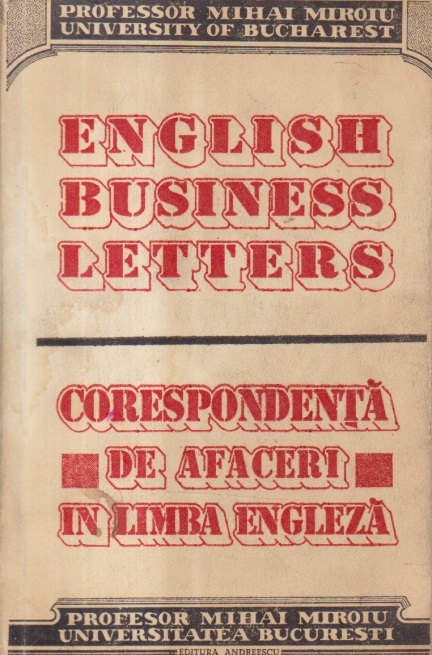 PROFESSOR MIHAI MIROIU
UNIVERSITY OF BUCHAREST
ENGLISH
BUSINESS
LETTERS
CORESPONDENȚĂ
DE AFACERI
IN LIMBA ENGLEZĂ
PROFESOR MIHAI MIROIU
UNIVERSITATEA BUCUREȘTI
EDITURA ANDREESCU